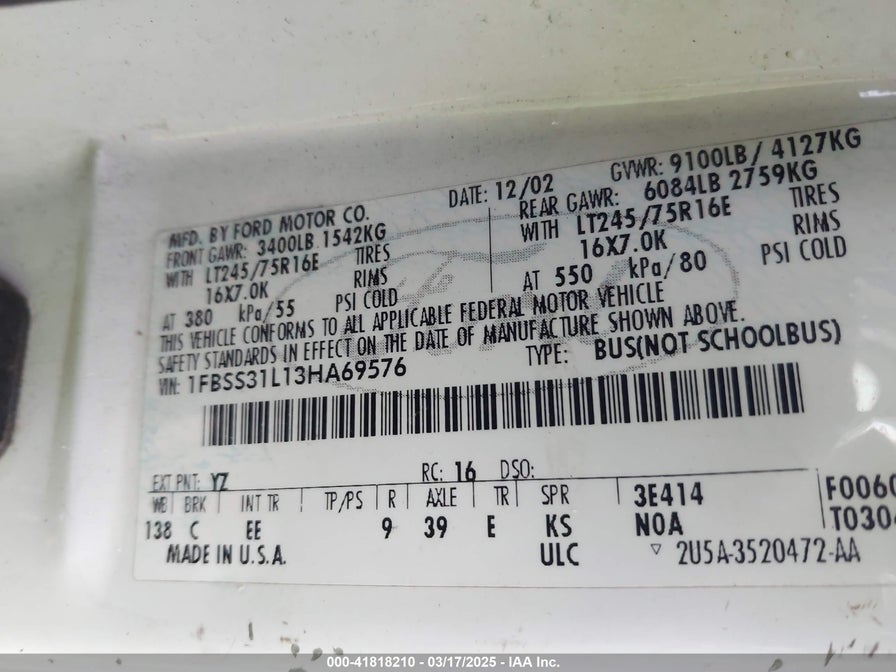 MFD. BY FORD MOTOR CO.
DATE: 12/02
GVWR: 9100LB/ 4127KG
FRONT GAWR: 3400LB 1542KG
REAR GAWR: 6084LB 2759KG
WITH LT245/75R16E TIRES
WITH LT245/75R16E TIRES
16X7.0K RIMS
16X7.0K RIMS
AT 380 kPa/55 PSI COLD
AT 550 kPa/80 PSI COLD
THIS VEHICLE CONFORMS TO ALL APPLICABLE FEDERAL MOTOR VEHICLE
SAFETY STANDARDS IN EFFECT ON THE DATE OF MANUFACTURE SHOWN ABOVE.
VIN: 1FBSS31L13HA69576
TYPE: BUS(NOT SCHOOLBUS)
EXT PNT: YZ RC: 16 DSO:
WB BRK INT TR TP/PS R AXLE TR SPR 3E414 F0060
138 C EE 9 39 E KS N0A T0304
MADE IN U.S.A. ULC ▽ 2U5A-3520472-AA
000-41818210 - 03/17/2025 - IAA Inc.